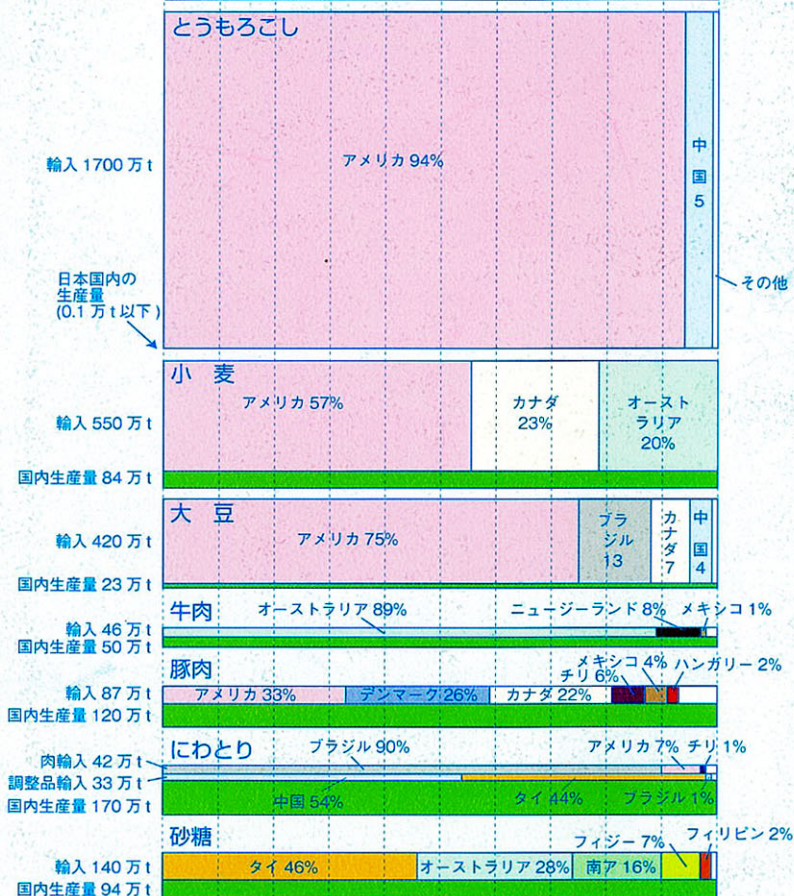 とうもろこし
輸入 1700 万 t
アメリカ 94%
中
国
5
日本国内の
生産量
(0.1 万 t 以下)
その他
小 麦
輸入 550 万 t
アメリカ 57%
カナダ
23%
オースト
ラリア
20%
国内生産量 84 万 t
大 豆
輸入 420 万 t
アメリカ 75%
ブラ
ジル
13
カ
ナ
ダ
7
中
国
4
国内生産量 23 万 t
牛肉
オーストラリア 89%
ニュージーランド 8%
メキシコ 1%
輸入 46 万 t
国内生産量 50 万 t
豚肉
メキシコ 4%
ハンガリー 2%
チリ 6%
輸入 87 万 t
アメリカ 33%
デンマーク 26%
カナダ 22%
国内生産量 120 万 t
にわとり
ブラジル 90%
アメリカ 7%
チリ 1%
肉輸入 42 万 t
調整品輸入 33 万 t
中国 54%
タイ 44%
ブラジル 1%
国内生産量 170 万 t
砂糖
フィジー 7%
フィリピン 2%
輸入 140 万 t
タイ 46%
オーストラリア 28%
南ア 16%
国内生産量 94 万 t